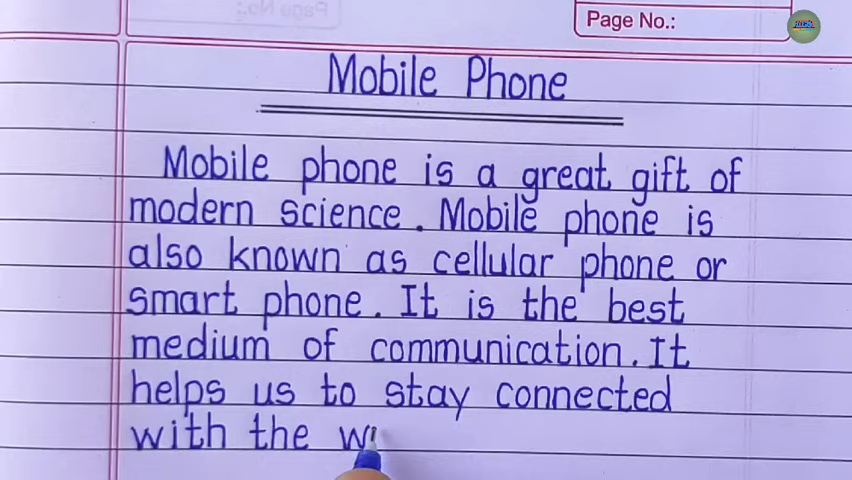 Page No.:
Mobile Phone
Mobile phone is a great gift of
modern science. Mobile phone is
also known as cellular phone or
smart phone. It is the best
medium of communication. It
helps us to stay connected
with the w